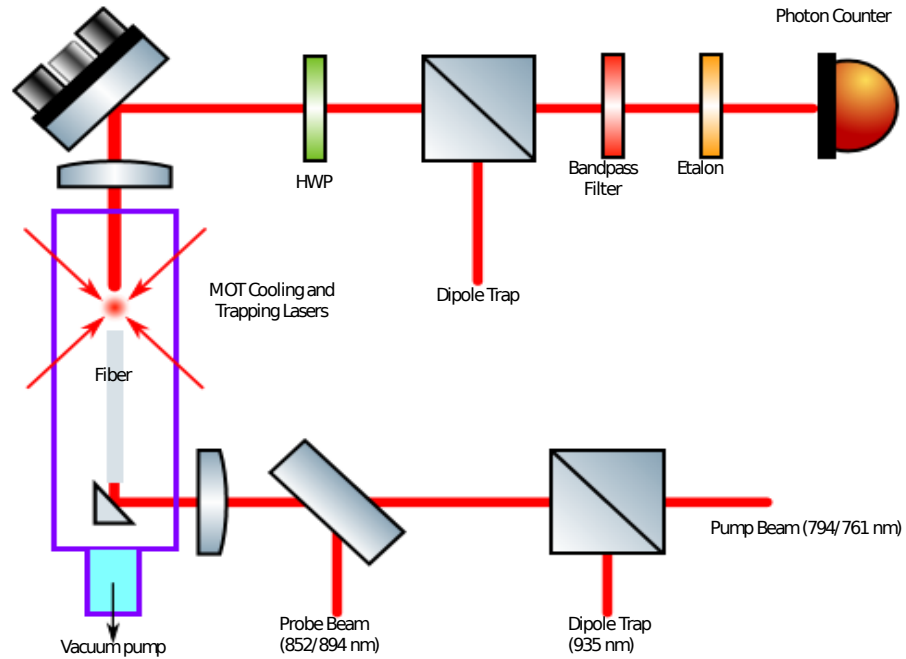 Photon Counter
HWP
Bandpass
Filter
Etalon
MOT Cooling and
Trapping Lasers
Dipole Trap
Fiber
Pump Beam (794/761 nm)
Probe Beam
(852/894 nm)
Dipole Trap
(935 nm)
Vacuum pump